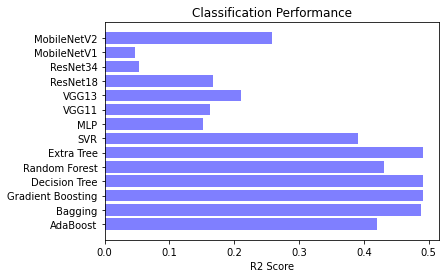 Classification Performance
MobileNetV2
MobileNetV1
ResNet34
ResNet18
VGG13
VGG11
MLP
SVR
Extra Tree
Random Forest
Decision Tree
Gradient Boosting
Bagging
AdaBoost
0.0 0.1 0.2 0.3 0.4 0.5
R2 Score